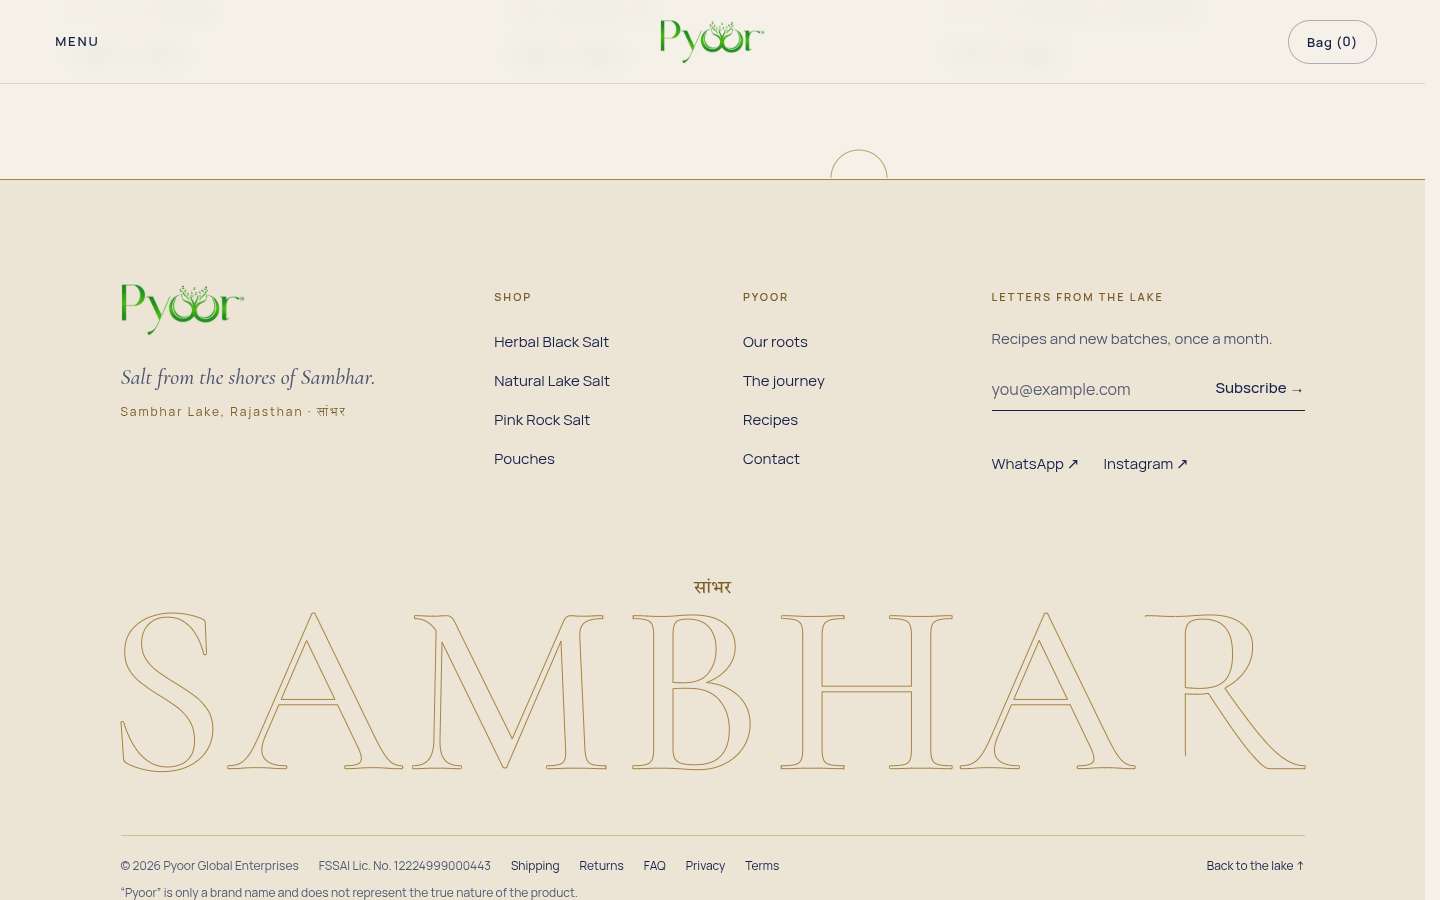 MENU
Pyoor
Bag (0)
Pyoor
Salt from the shores of Sambhar.
Sambhar Lake, Rajasthan · सांभर
SHOP
Herbal Black Salt
Natural Lake Salt
Pink Rock Salt
Pouches
PYOOR
Our roots
The journey
Recipes
Contact
LETTERS FROM THE LAKE
Recipes and new batches, once a month.
you@example.com
Subscribe →
WhatsApp ↗ Instagram ↗
सांभर
SAMBHAR
© 2026 Pyoor Global Enterprises FSSAI Lic. No. 12224999000443 Shipping Returns FAQ Privacy Terms
Back to the lake ↑
“Pyoor” is only a brand name and does not represent the true nature of the product.